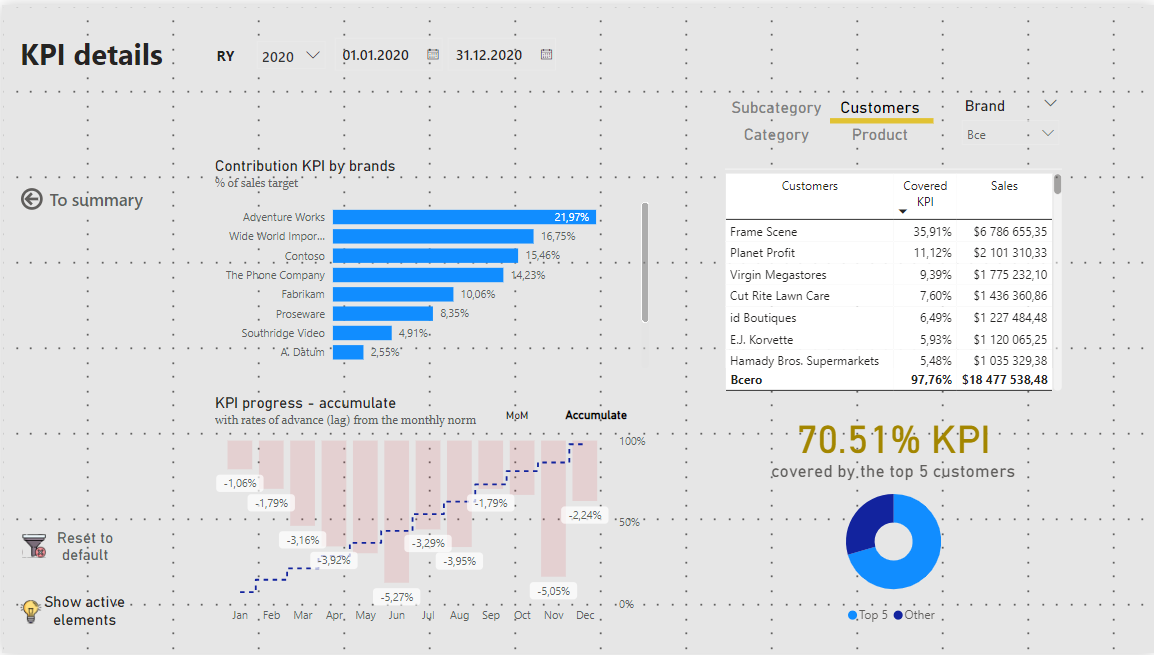 KPI details
RY 2020 01.01.2020 31.12.2020
Subcategory Customers Brand
Category Product Все
Contribution KPI by brands
% of sales target
To summary
Adventure Works 21,97%
Wide World Impor... 16,75%
Contoso 15,46%
The Phone Company 14,23%
Fabrikam 10,06%
Proseware 8,35%
Southridge Video 4,91%
A. Datum 2,55%
Customers Covered KPI Sales
Frame Scene 35,91% $6 786 655,35
Planet Profit 11,12% $2 101 310,33
Virgin Megastores 9,39% $1 775 232,10
Cut Rite Lawn Care 7,60% $1 436 360,86
id Boutiques 6,49% $1 227 484,48
E.J. Korvette 5,93% $1 120 065,25
Hamady Bros. Supermarkets 5,48% $1 035 329,38
Всего 97,76% $18 477 538,48
KPI progress - accumulate
with rates of advance (lag) from the monthly norm
MoM Accumulate
100%
50%
0%
-1,06%
-1,79%
-3,16%
-3,92%
-5,27%
-3,29%
-3,95%
-1,79%
-5,05%
-2,24%
Jan Feb Mar Apr May Jun Jul Aug Sep Oct Nov Dec
70.51% KPI
covered by the top 5 customers
Top 5 Other
Reset to
default
Show active
elements